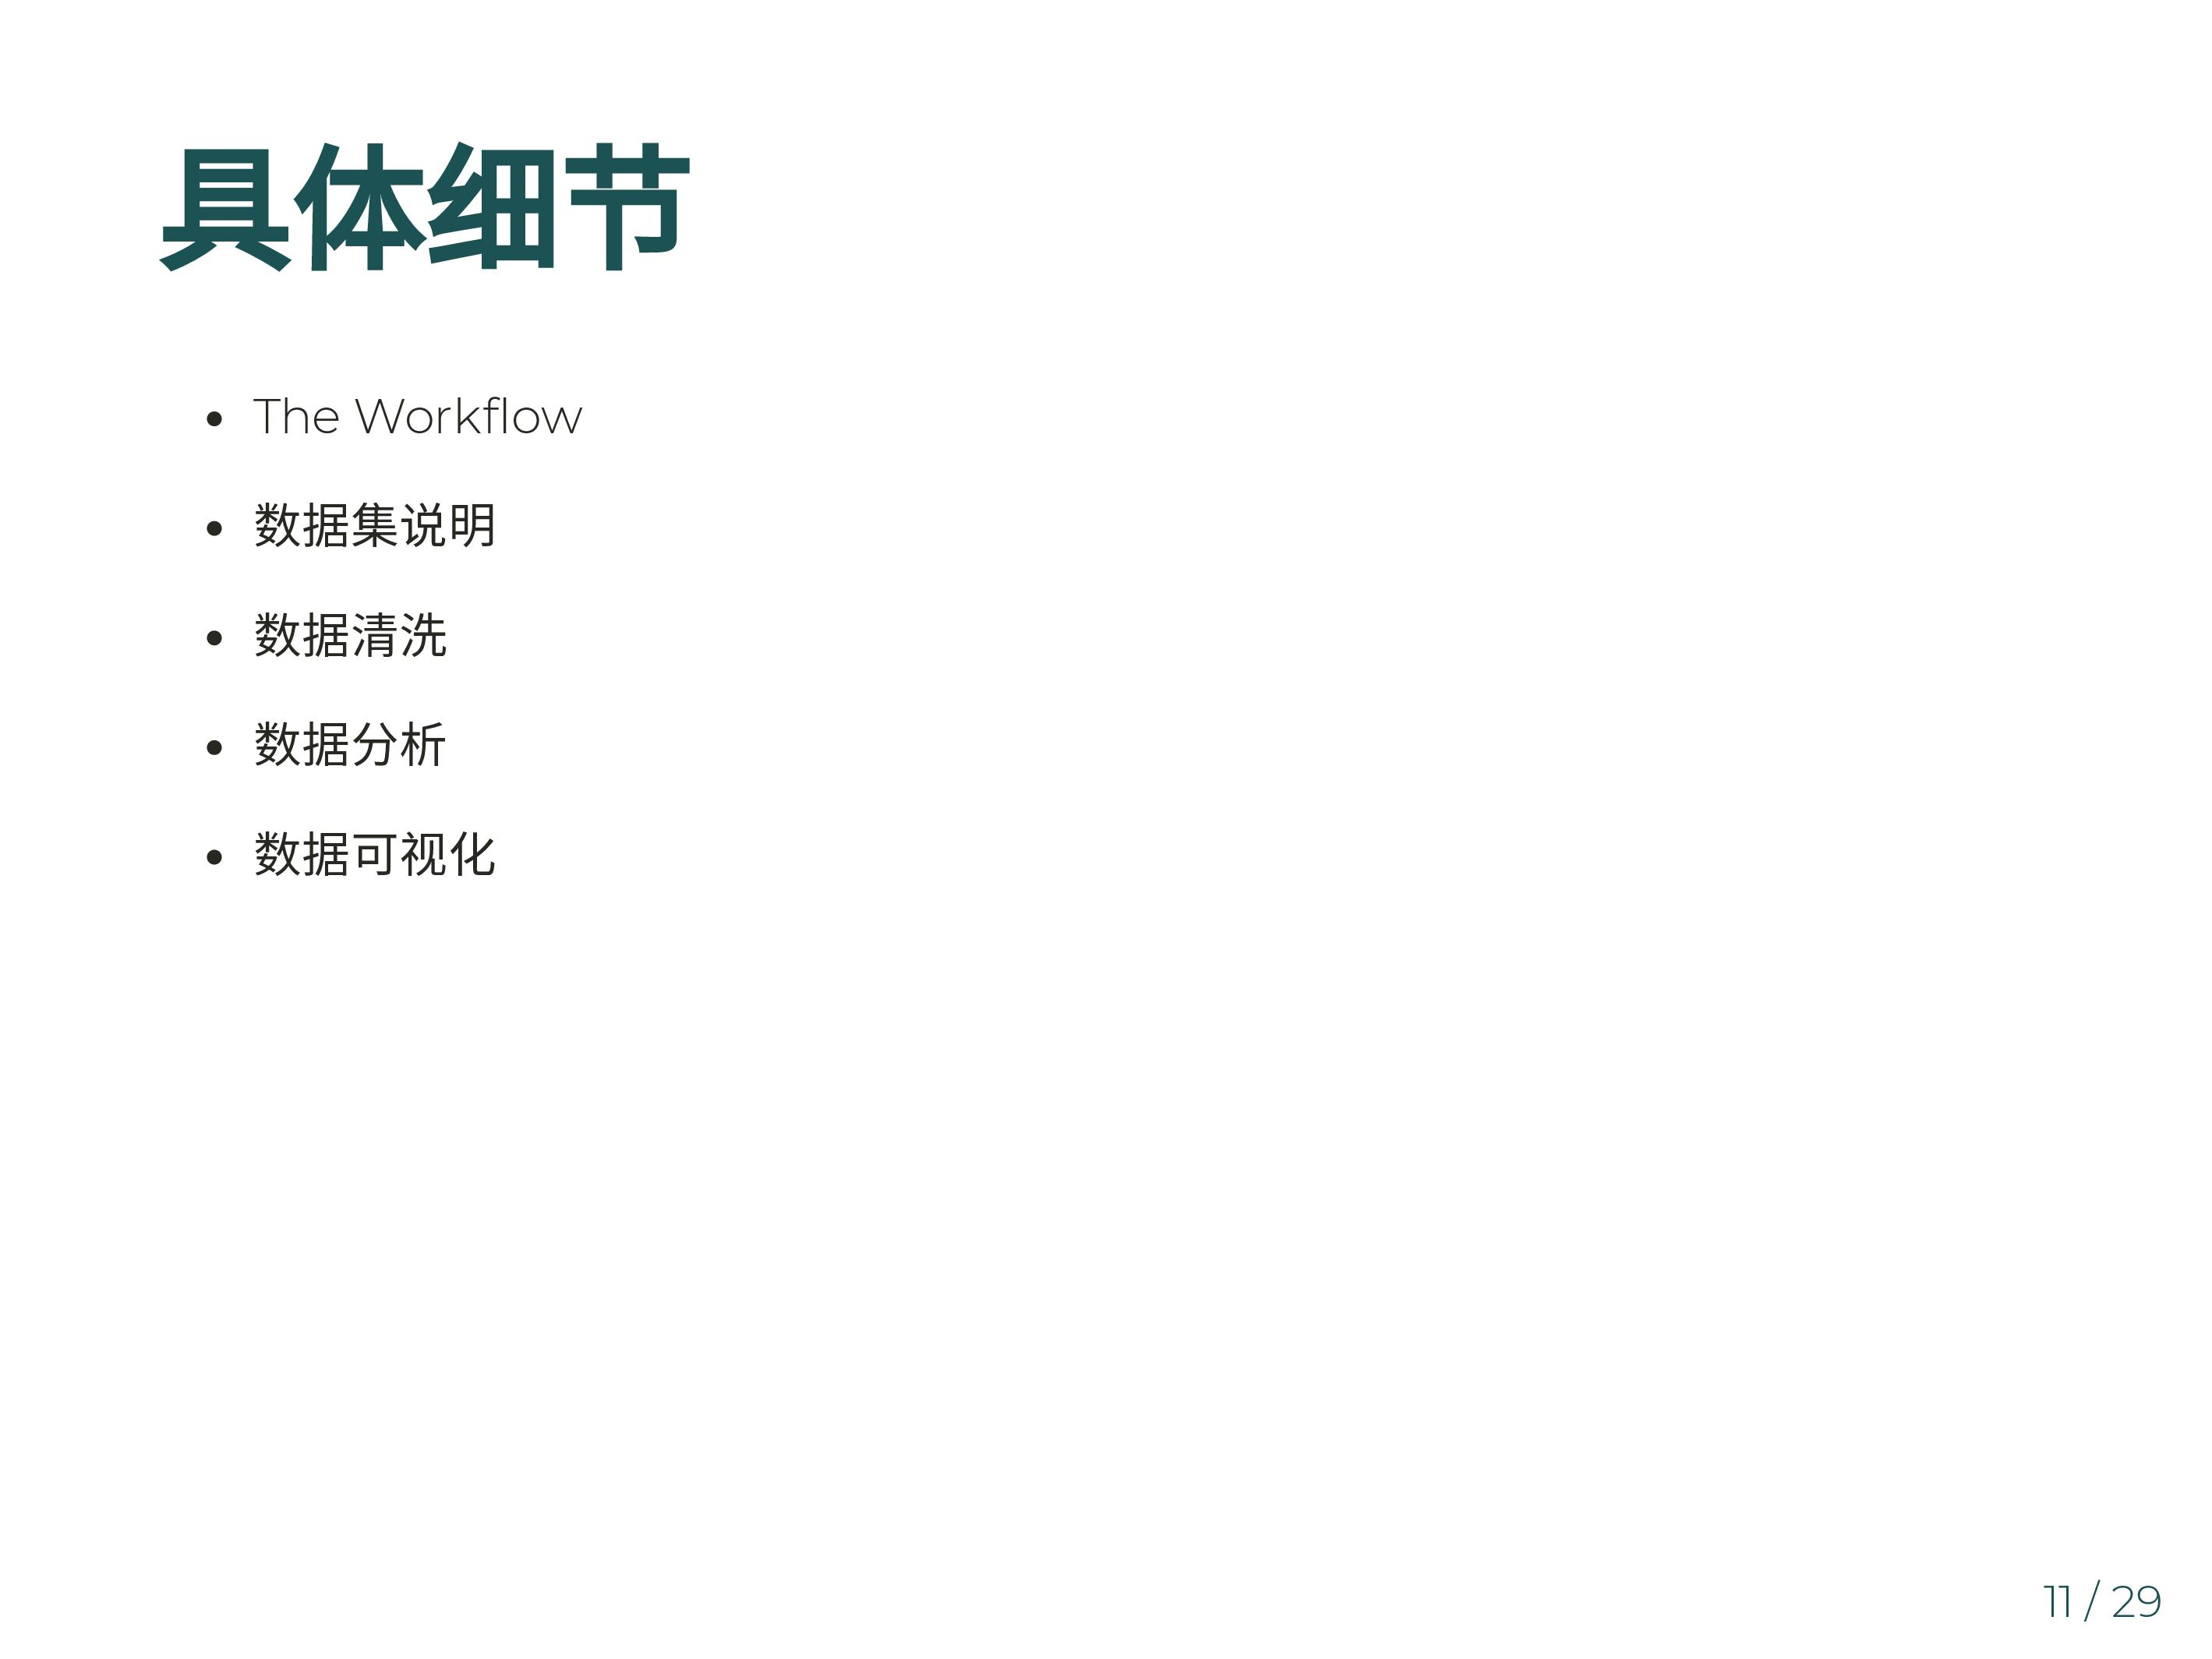 具体细节
The Workflow
数据集说明
数据清洗
数据分析
数据可视化
11 / 29